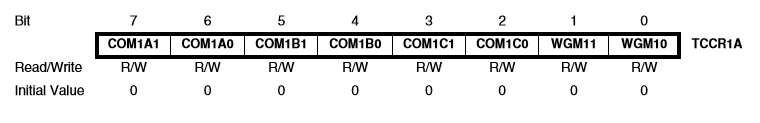 Bit 7 6 5 4 3 2 1 0
COM1A1 COM1A0 COM1B1 COM1B0 COM1C1 COM1C0 WGM11 WGM10 TCCR1A
Read/Write R/W R/W R/W R/W R/W R/W R/W R/W
Initial Value 0 0 0 0 0 0 0 0